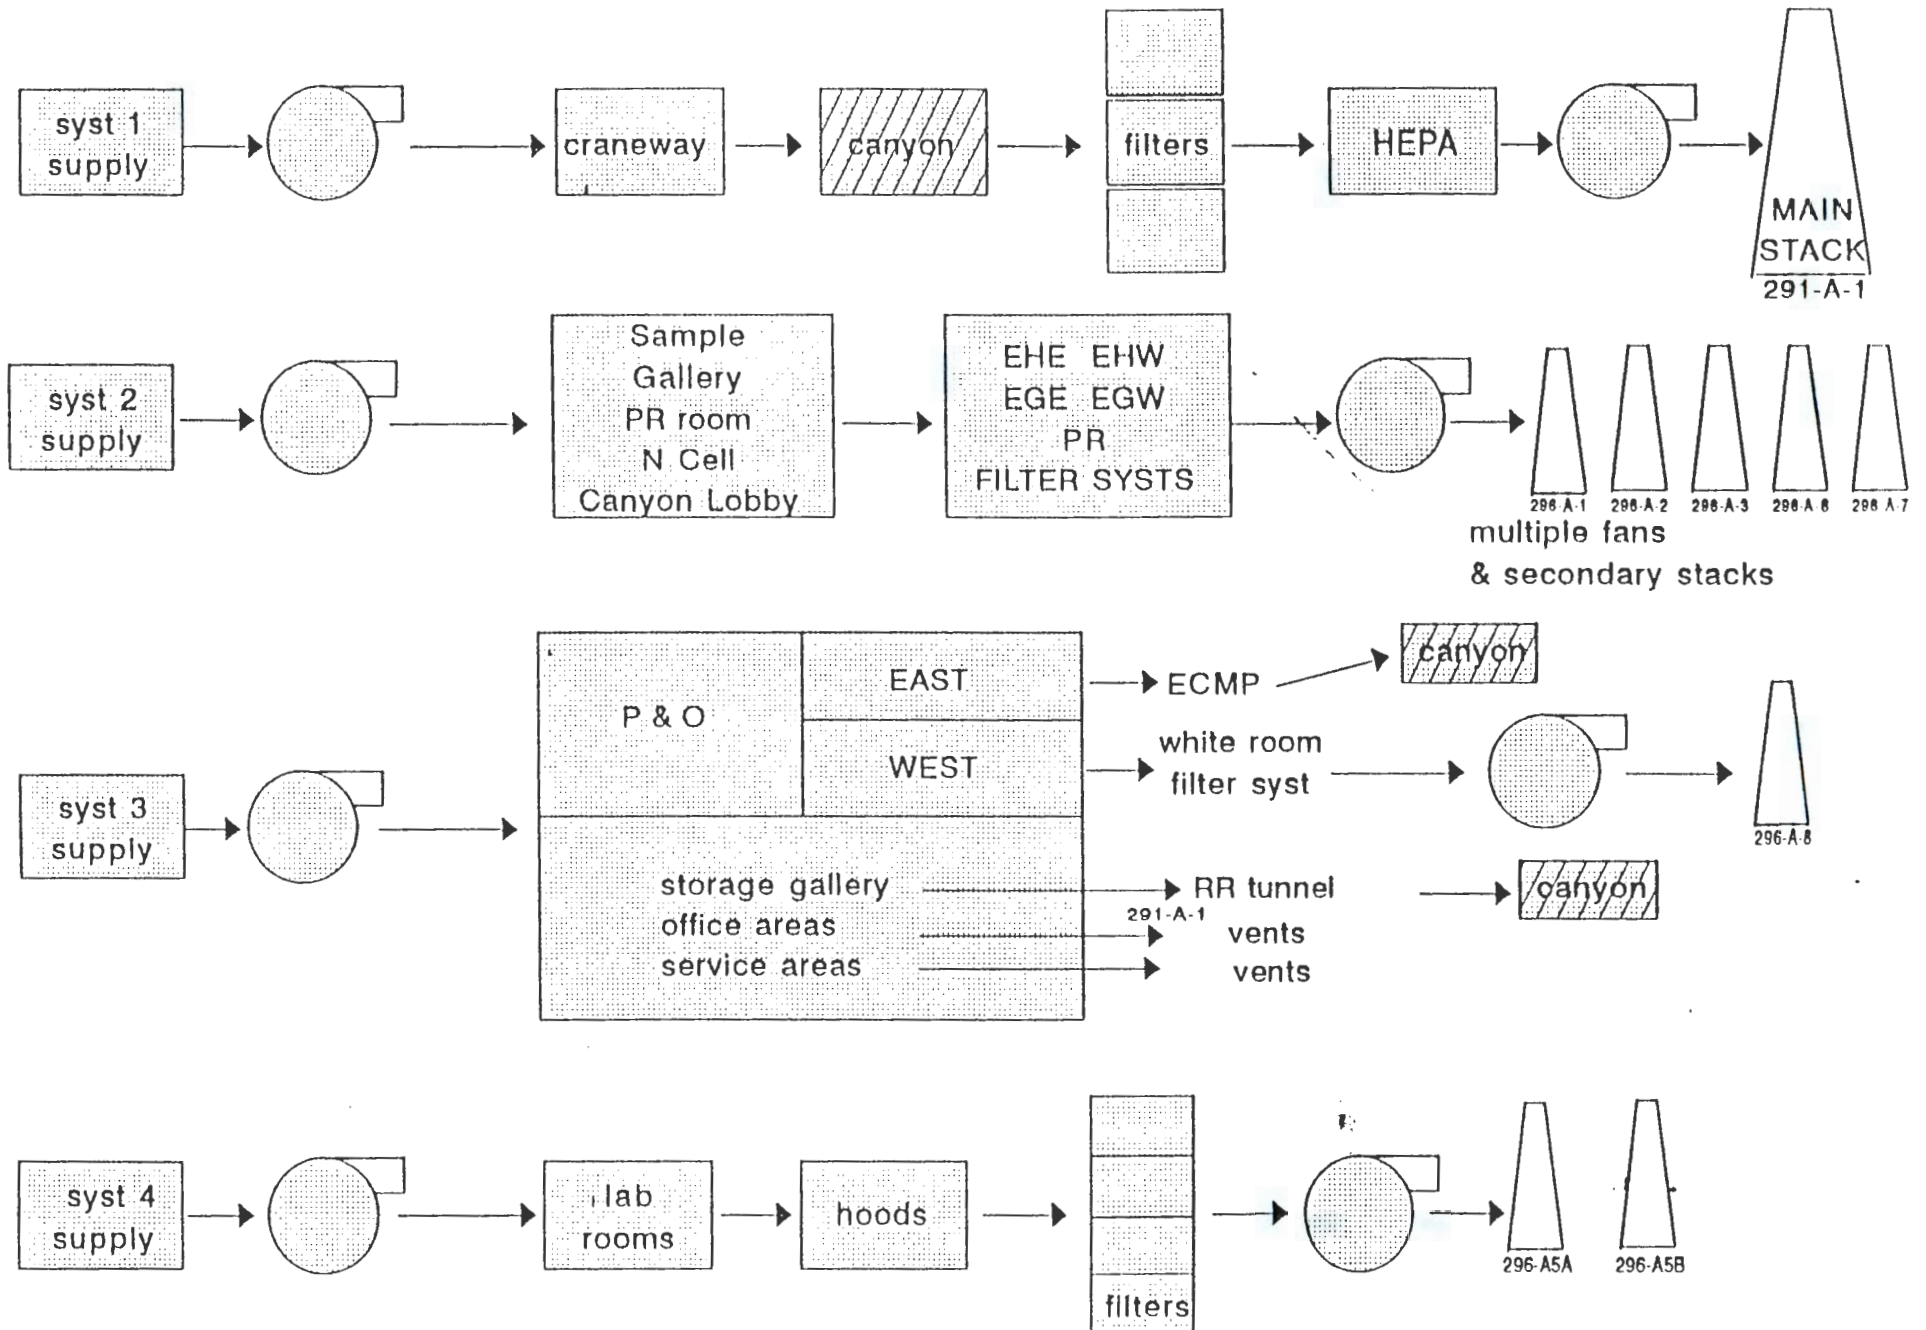 syst 1
supply
craneway
canyon
filters
HEPA
MAIN
STACK
291-A-1
syst 2
supply
Sample
Gallery
PR room
N Cell
Canyon Lobby
EHE EHW
EGE EGW
PR
FILTER SYSTS
296-A-1
296-A-2
296-A-3
296-A-6
296-A-7
multiple fans
& secondary stacks
syst 3
supply
P & O
EAST
WEST
ECMP
canyon
white room
filter syst
296-A-8
storage gallery
office areas
service areas
RR tunnel
291-A-1
vents
vents
canyon
syst 4
supply
lab
rooms
hoods
filters
296-A5A
296-A5B